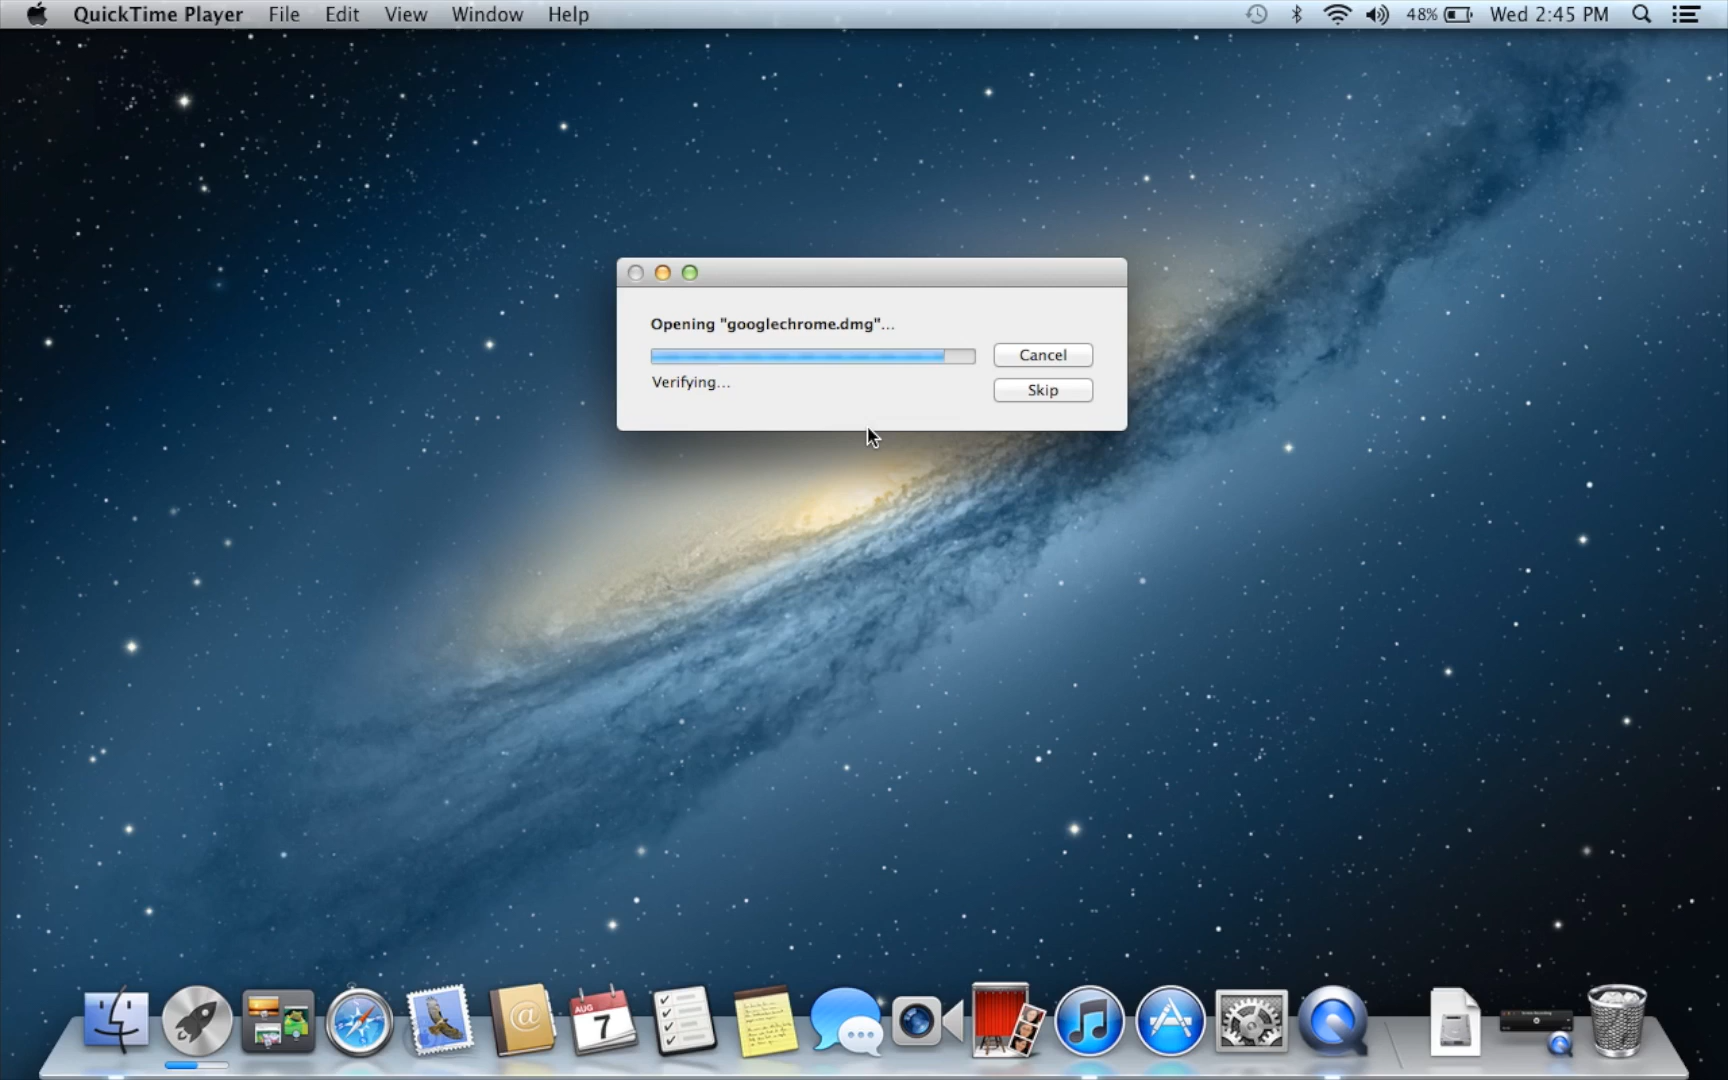 QuickTime Player File Edit View Window Help 48% Wed 2:45 PM
Opening "googlechrome.dmg"...
Cancel
Verifying...
Skip
@
AUG
7